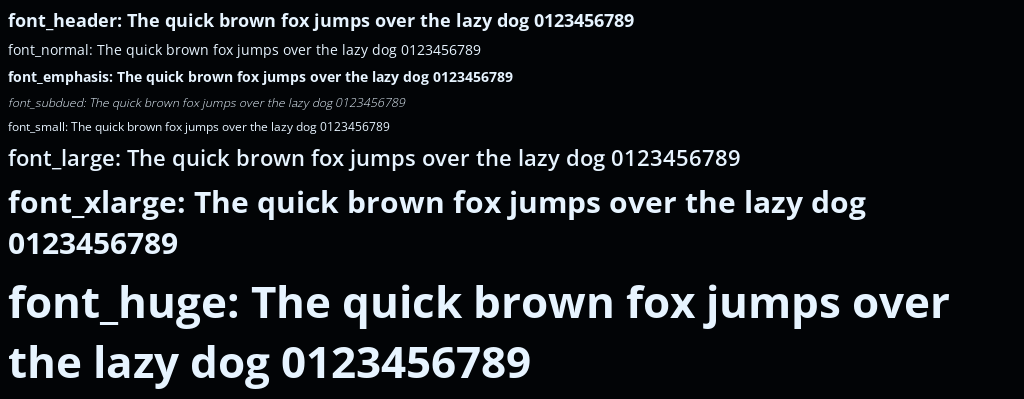 font_header: The quick brown fox jumps over the lazy dog 0123456789
font_normal: The quick brown fox jumps over the lazy dog 0123456789
font_emphasis: The quick brown fox jumps over the lazy dog 0123456789
font_subdued: The quick brown fox jumps over the lazy dog 0123456789
font_small: The quick brown fox jumps over the lazy dog 0123456789
font_large: The quick brown fox jumps over the lazy dog 0123456789
font_xlarge: The quick brown fox jumps over the lazy dog
0123456789
font_huge: The quick brown fox jumps over
the lazy dog 0123456789